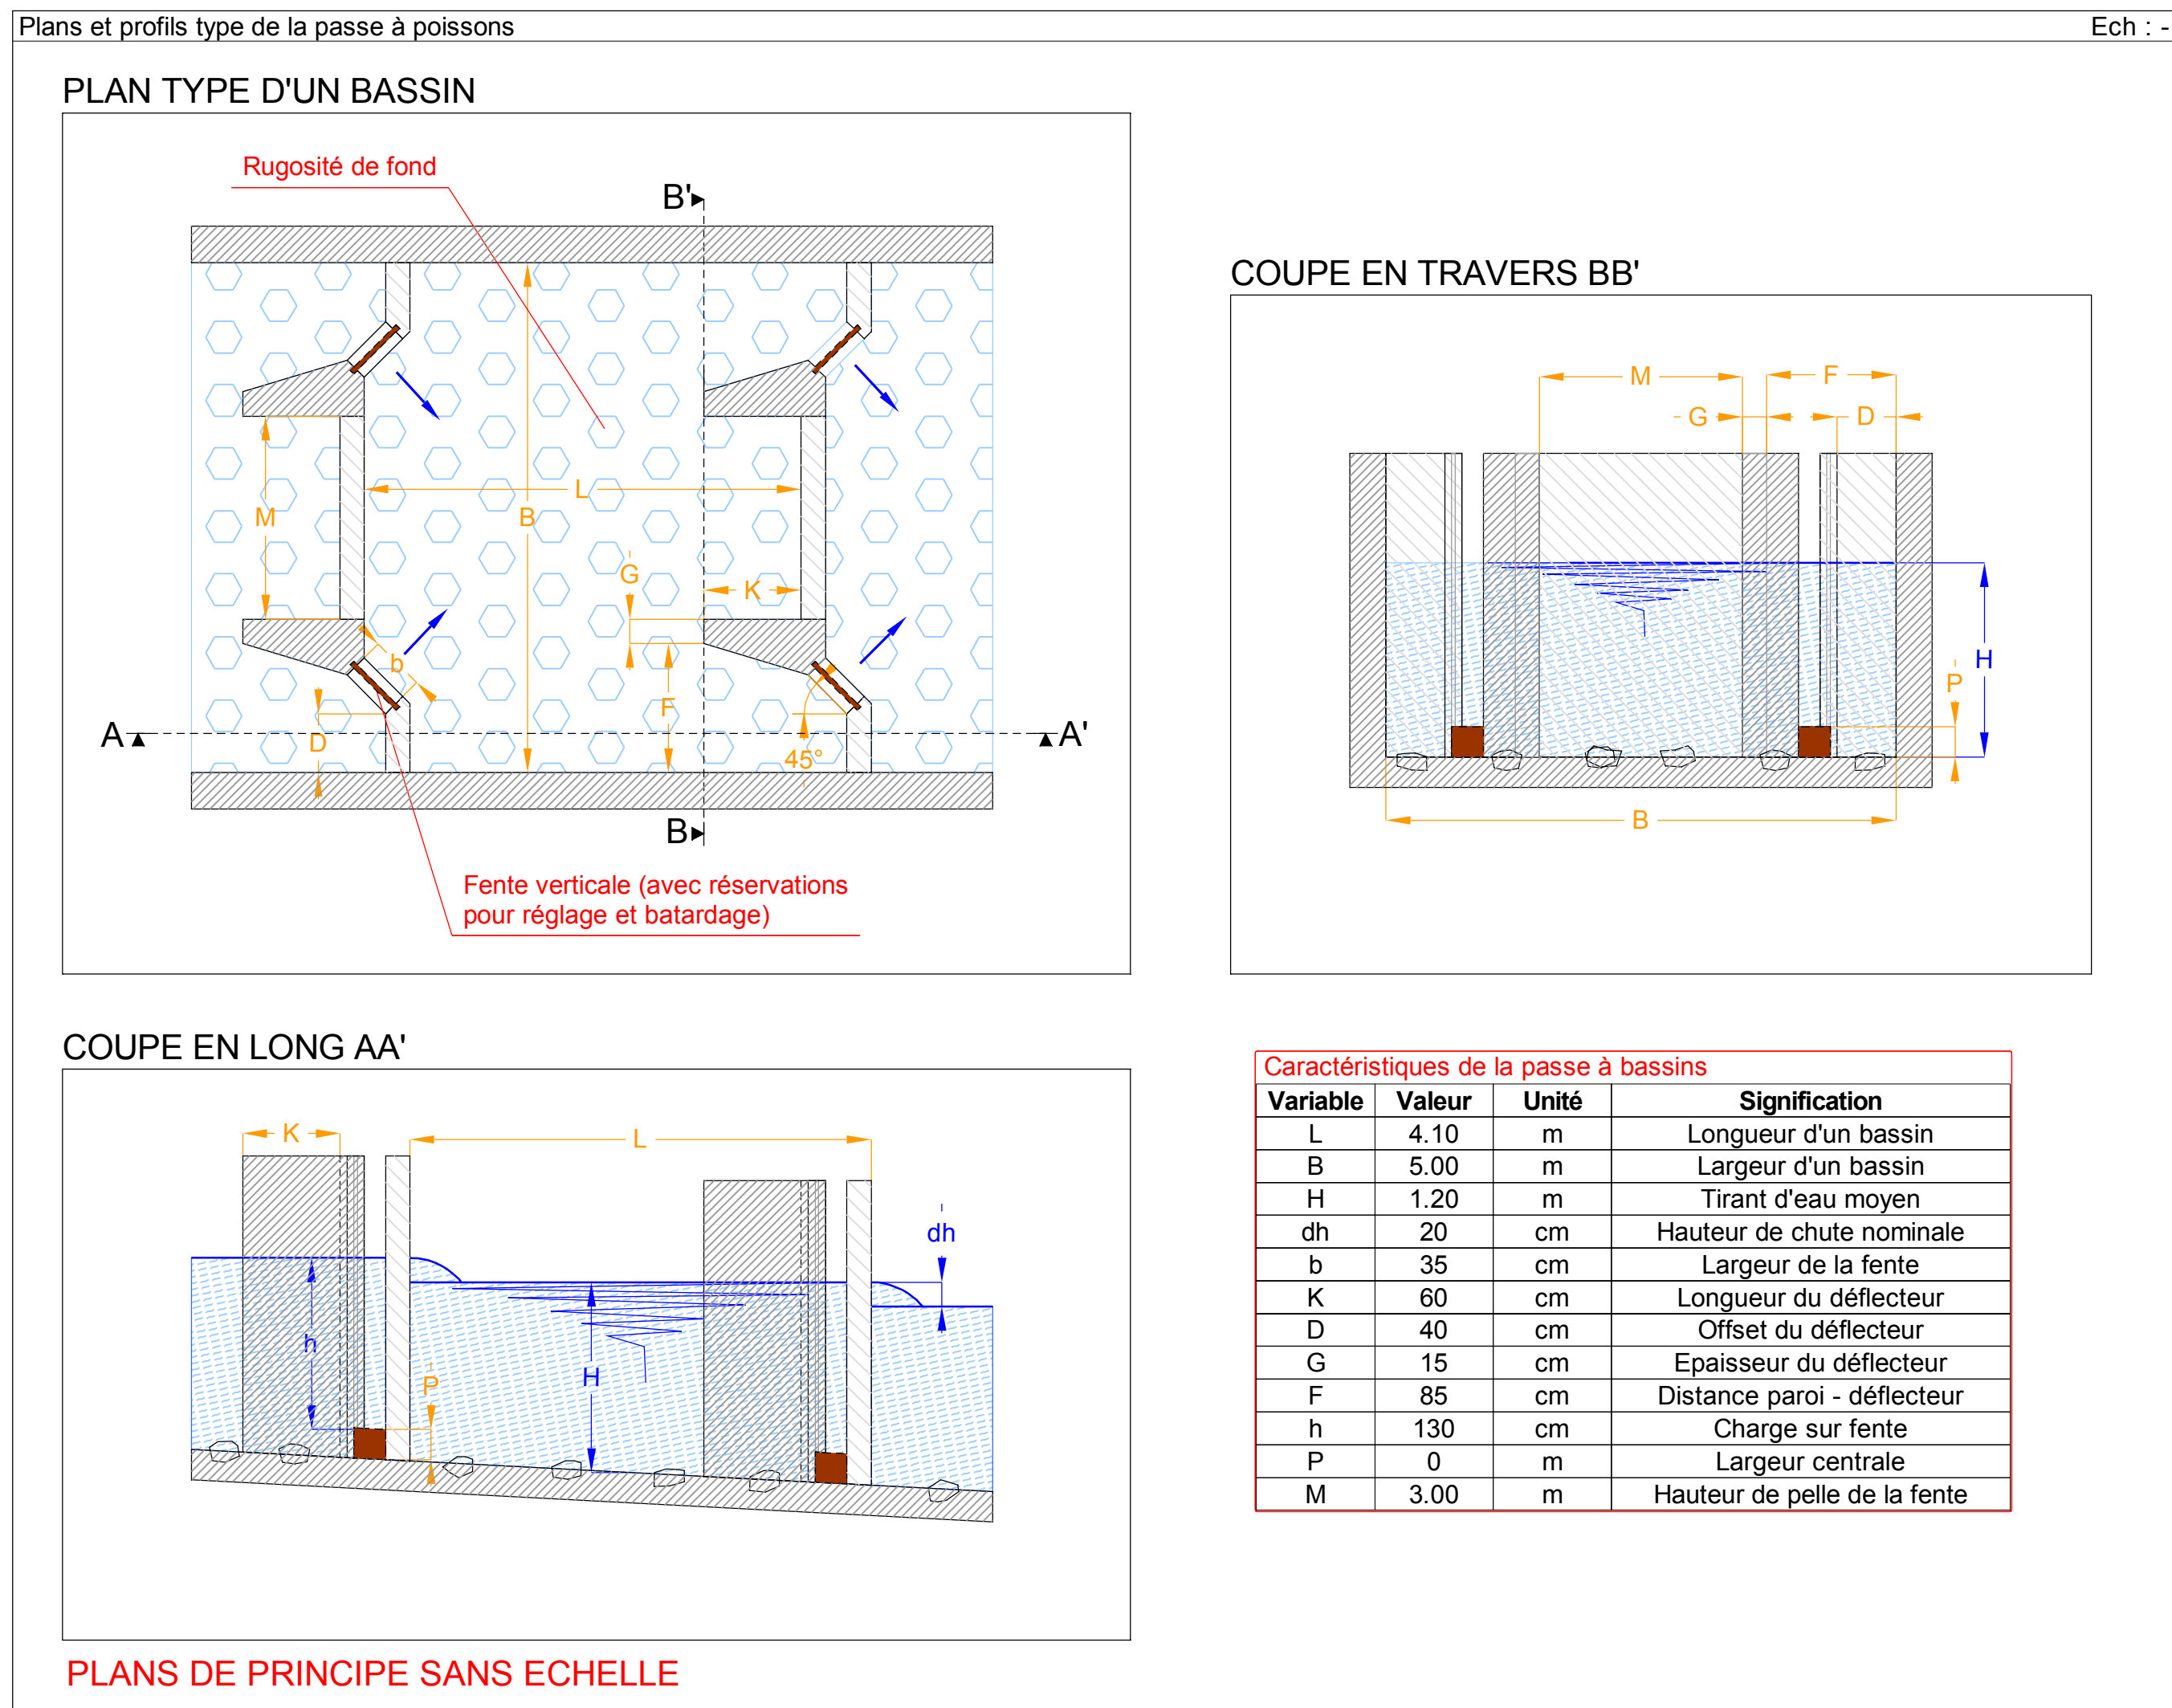 Plans et profils type de la passe à poissons Ech : -
PLAN TYPE D'UN BASSIN
Rugosité de fond
B'
L
B
M
G
K
b
F
D
A
A'
45°
B
Fente verticale (avec réservations
pour réglage et batardage)
COUPE EN TRAVERS BB'
M
F
G
D
H
P
B
COUPE EN LONG AA'
K
L
dh
h
P
H
Caractéristiques de la passe à bassins
Variable Valeur Unité Signification
L 4.10 m Longueur d'un bassin
B 5.00 m Largeur d'un bassin
H 1.20 m Tirant d'eau moyen
dh 20 cm Hauteur de chute nominale
b 35 cm Largeur de la fente
K 60 cm Longueur du déflecteur
D 40 cm Offset du déflecteur
G 15 cm Epaisseur du déflecteur
F 85 cm Distance paroi - déflecteur
h 130 cm Charge sur fente
P 0 m Largeur centrale
M 3.00 m Hauteur de pelle de la fente
PLANS DE PRINCIPE SANS ECHELLE